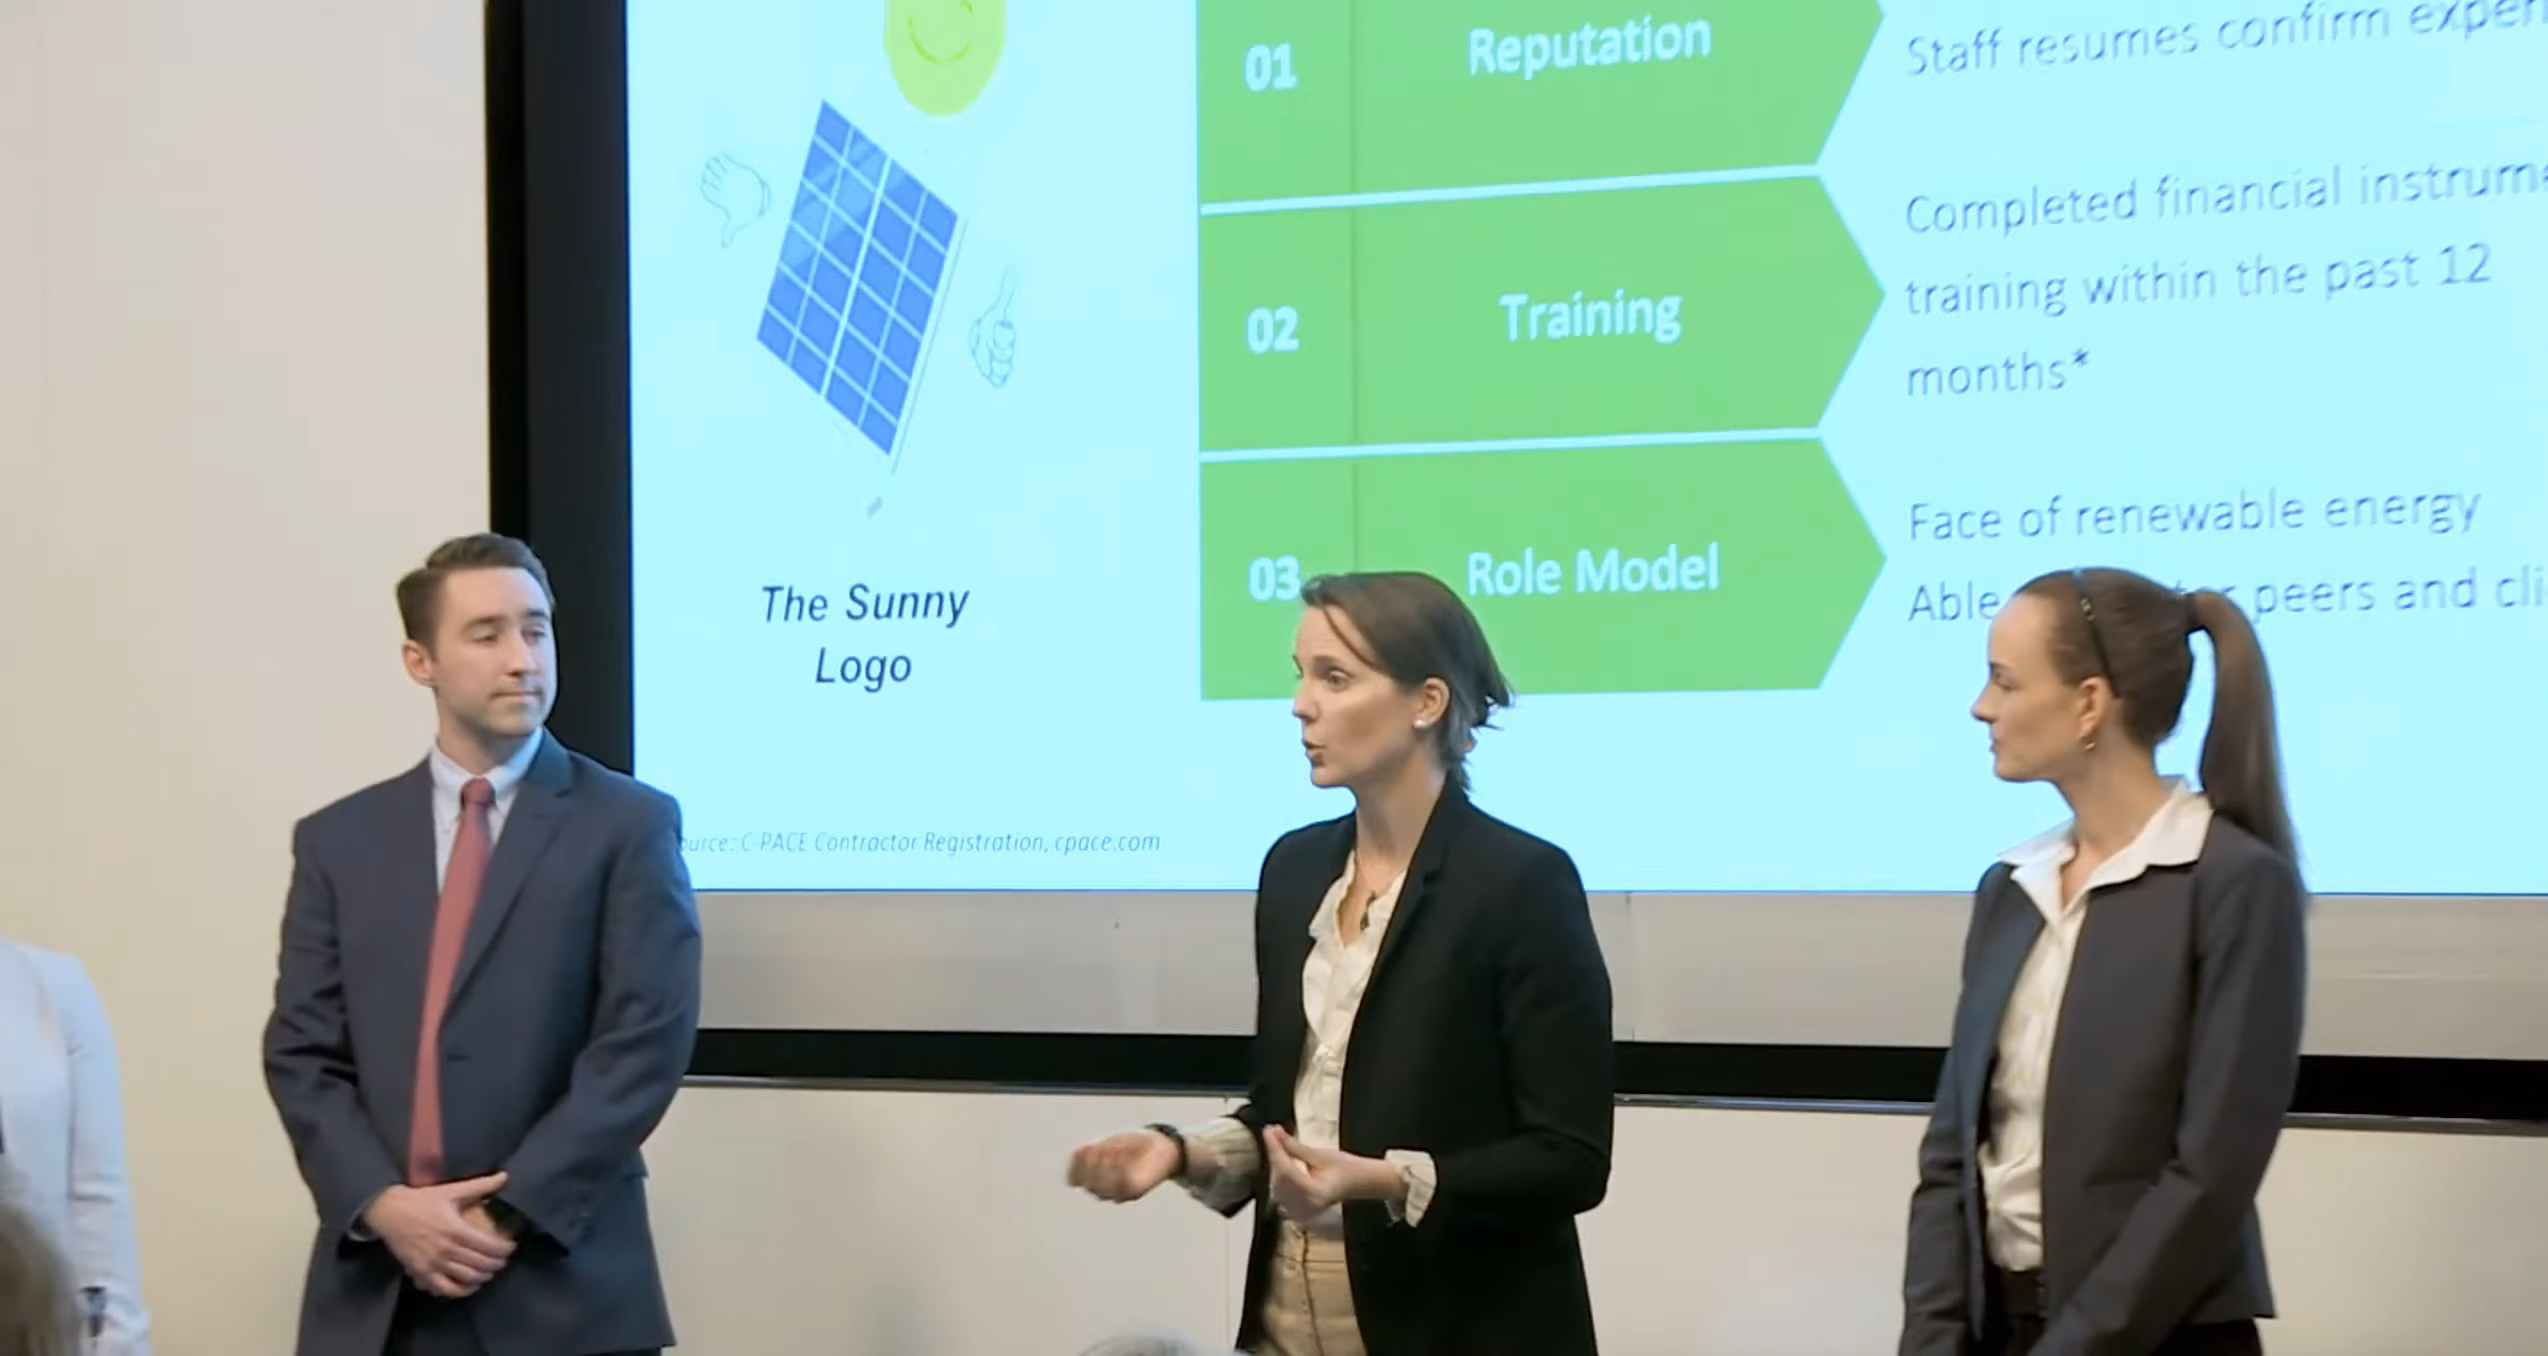 01
Reputation
Staff resumes confirm
02
Training
Completed financial
training within the past 12
months*
03
Role Model
Face of renewable energy
Able peers and
The Sunny
Logo
C-PACE Contractor Registration, cpace.com